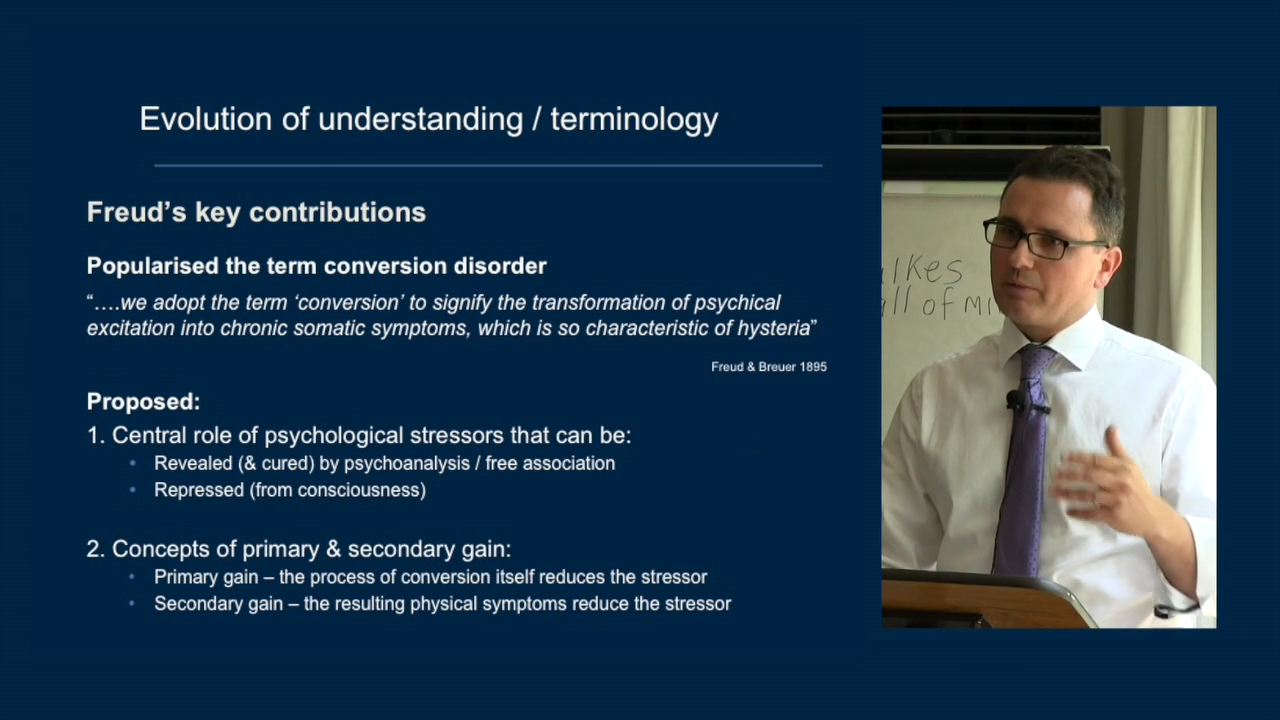 Evolution of understanding / terminology
Freud’s key contributions
Popularised the term conversion disorder
“….we adopt the term ‘conversion’ to signify the transformation of psychical
excitation into chronic somatic symptoms, which is so characteristic of hysteria”
Freud & Breuer 1895
Proposed:
1. Central role of psychological stressors that can be:
• Revealed (& cured) by psychoanalysis / free association
• Repressed (from consciousness)
2. Concepts of primary & secondary gain:
• Primary gain – the process of conversion itself reduces the stressor
• Secondary gain – the resulting physical symptoms reduce the stressor
of